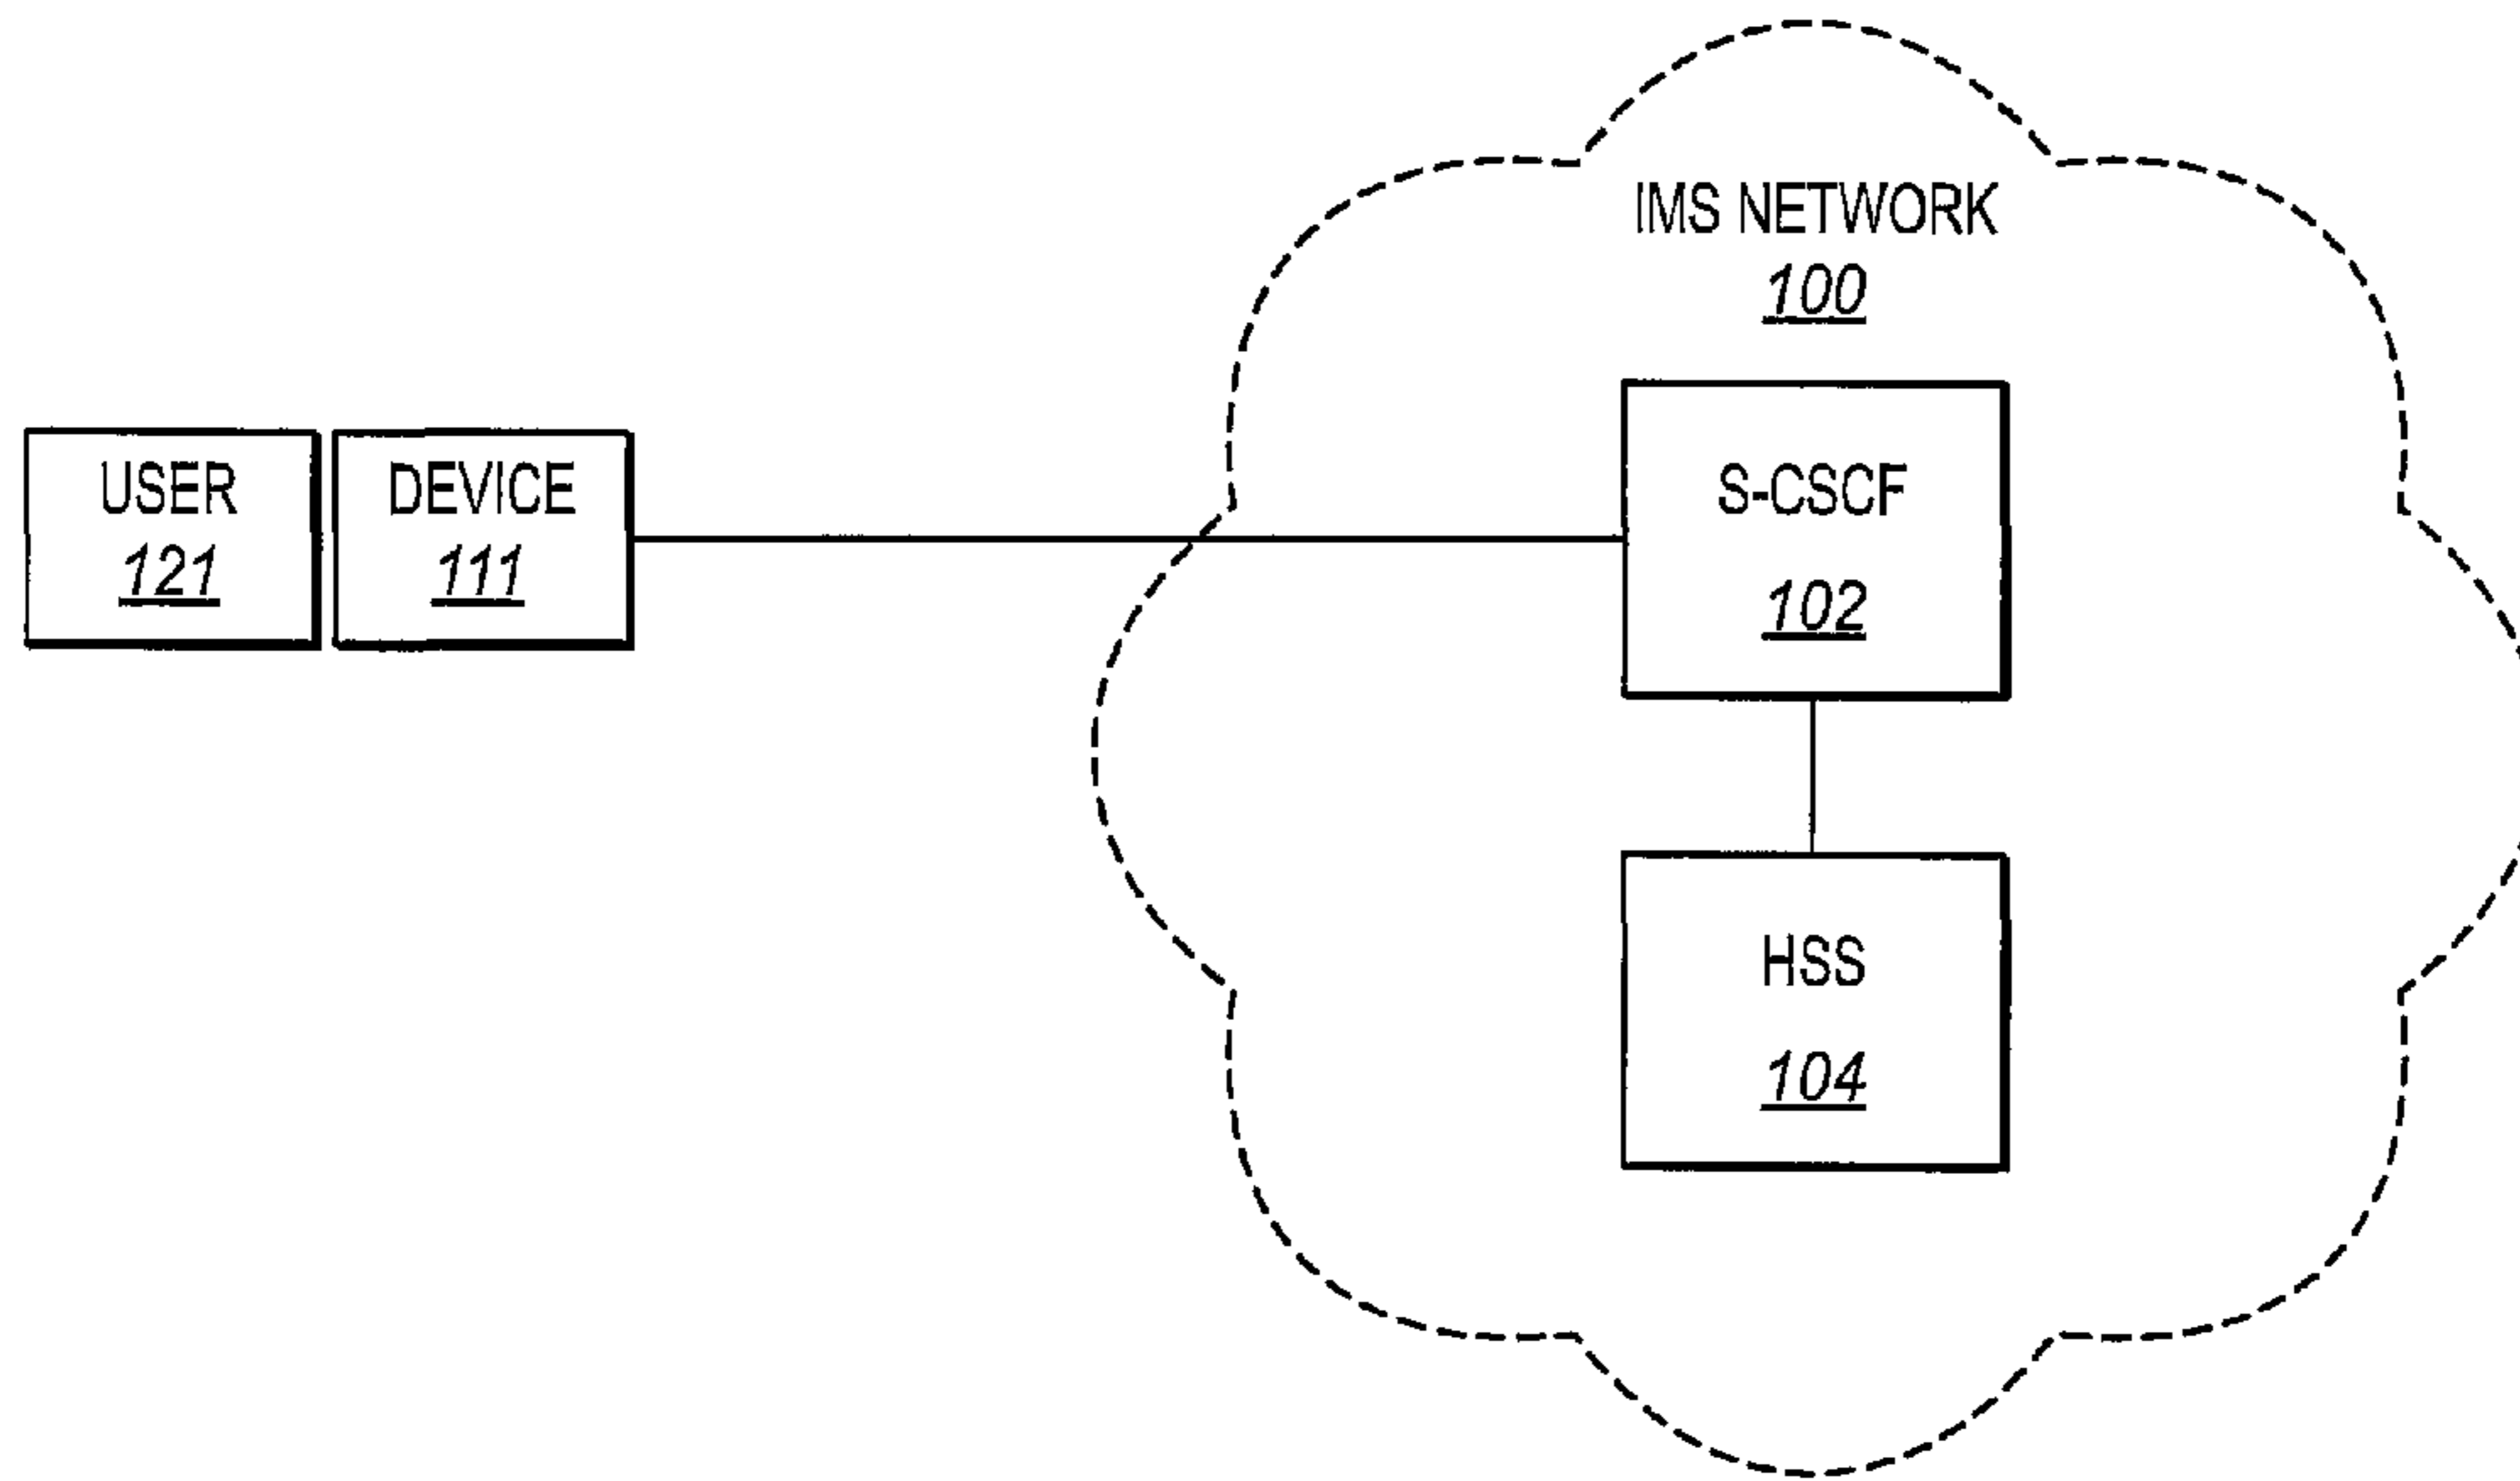 IMS NETWORK
100
USER
121
DEVICE
111
S-CSCF
102
HSS
104